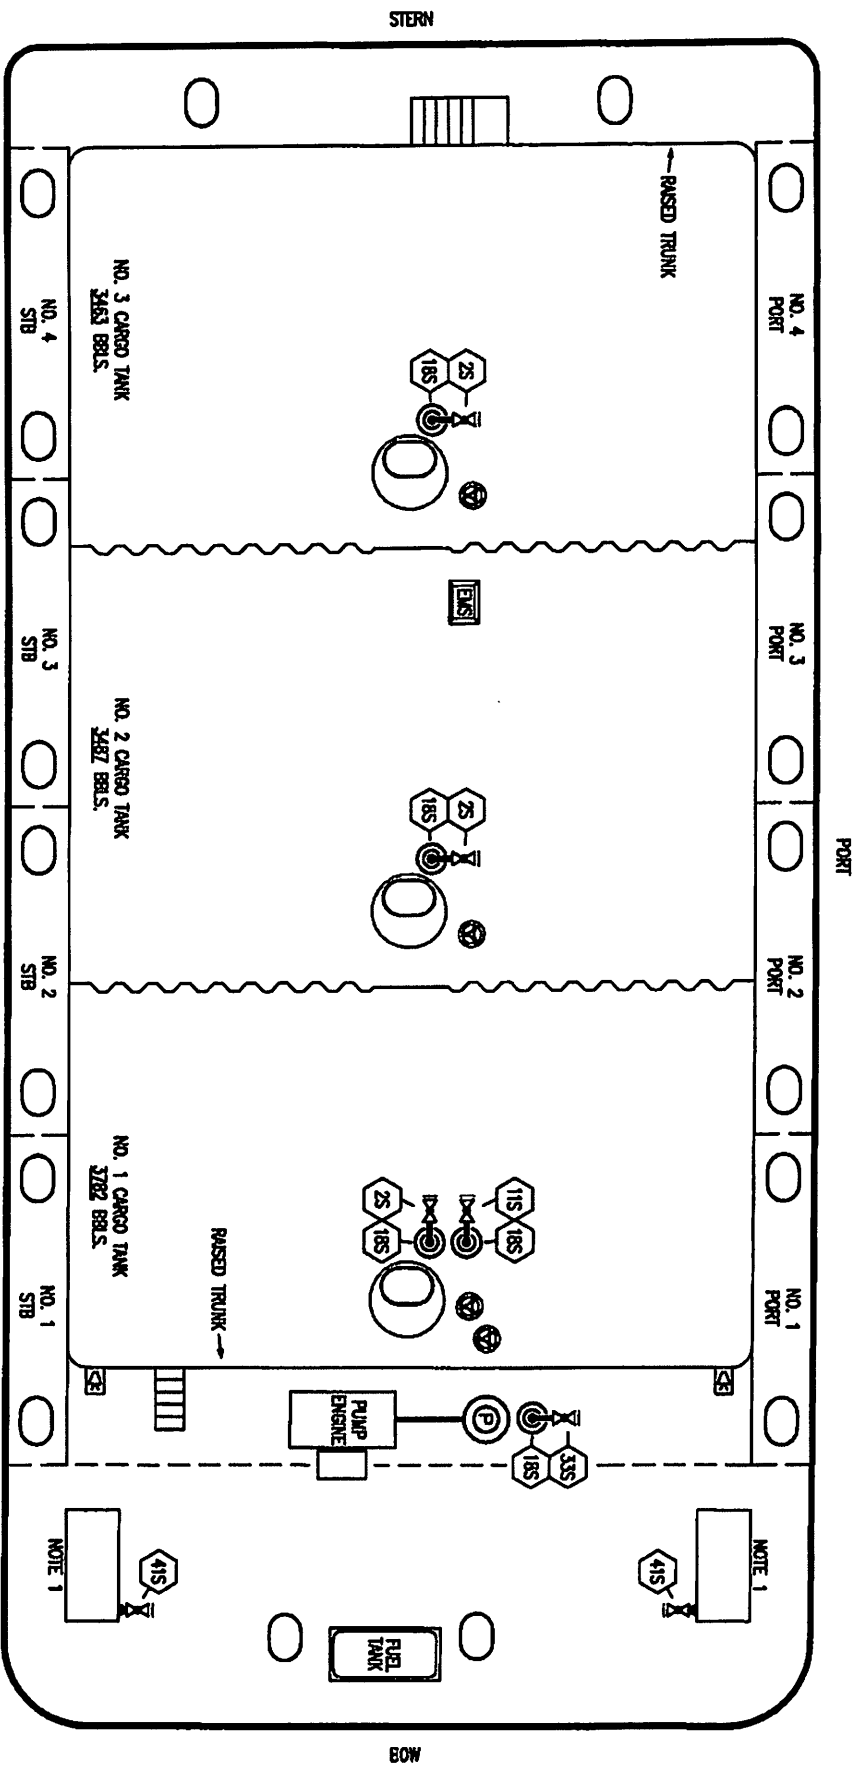 STERN
RAISED TRUNK
NO. 4
PORT
NO. 4
STB
NO. 3 CARGO TANK
3463 BBLS.
2S
18S
EMS
NO. 3
PORT
NO. 3
STB
NO. 2 CARGO TANK
3487 BBLS.
2S
18S
PORT
NO. 2
PORT
NO. 2
STB
NO. 1 CARGO TANK
3782 BBLS.
2S
18S
11S
18S
RAISED TRUNK
NO. 1
PORT
NO. 1
STB
PUMP
ENGINE
P
33S
18S
NOTE 1
41S
41S
NOTE 1
FUEL
TANK
BOW